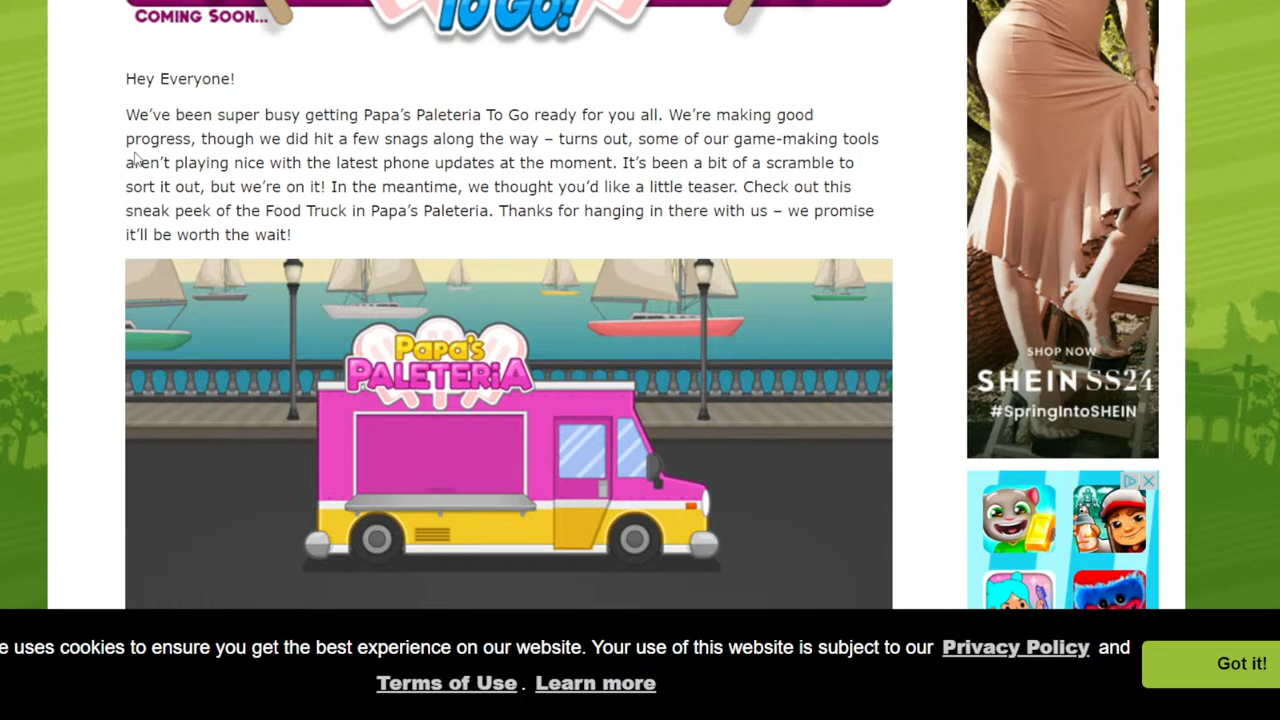 COMING SOON...
TO GO!
Hey Everyone!
We've been super busy getting Papa's Paleteria To Go ready for you all. We're making good
progress, though we did hit a few snags along the way – turns out, some of our game-making tools
aren't playing nice with the latest phone updates at the moment. It's been a bit of a scramble to
sort it out, but we're on it! In the meantime, we thought you'd like a little teaser. Check out this
sneak peek of the Food Truck in Papa's Paleteria. Thanks for hanging in there with us – we promise
it'll be worth the wait!
Papa's
PALETERiA
SHOP NOW
SHEIN SS24
#SpringIntoSHEIN
e uses cookies to ensure you get the best experience on our website. Your use of this website is subject to our Privacy Policy and
Terms of Use. Learn more
Got it!